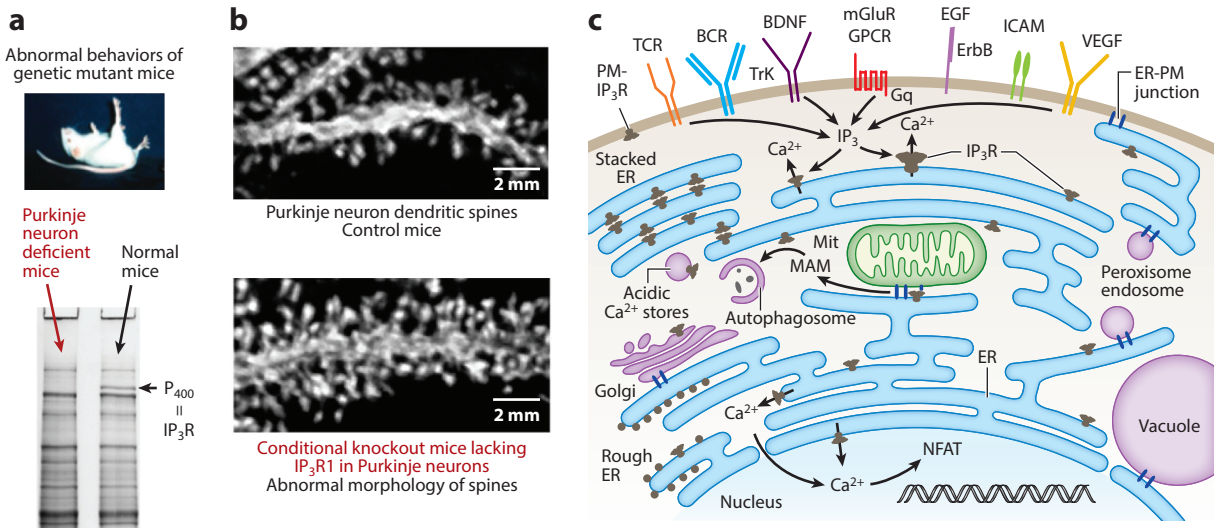 a
Abnormal behaviors of
genetic mutant mice
Purkinje
neuron
deficient
mice
Normal mice
P₄₀₀
=
IP₃R
b
2 mm
Purkinje neuron dendritic spines
Control mice
2 mm
Conditional knockout mice lacking
IP₃R1 in Purkinje neurons
Abnormal morphology of spines
c
PM-
IP₃R
TCR
BCR
BDNF
TrK
mGluR
GPCR
Gq
EGF
ErbB
ICAM
VEGF
ER-PM
junction
IP₃
Ca²⁺
Ca²⁺
IP₃R
Stacked
ER
Mit
MAM
Acidic
Ca²⁺ stores
Autophagosome
Peroxisome
endosome
Golgi
ER
Ca²⁺
Vacuole
Rough
ER
NFAT
Ca²⁺
Nucleus